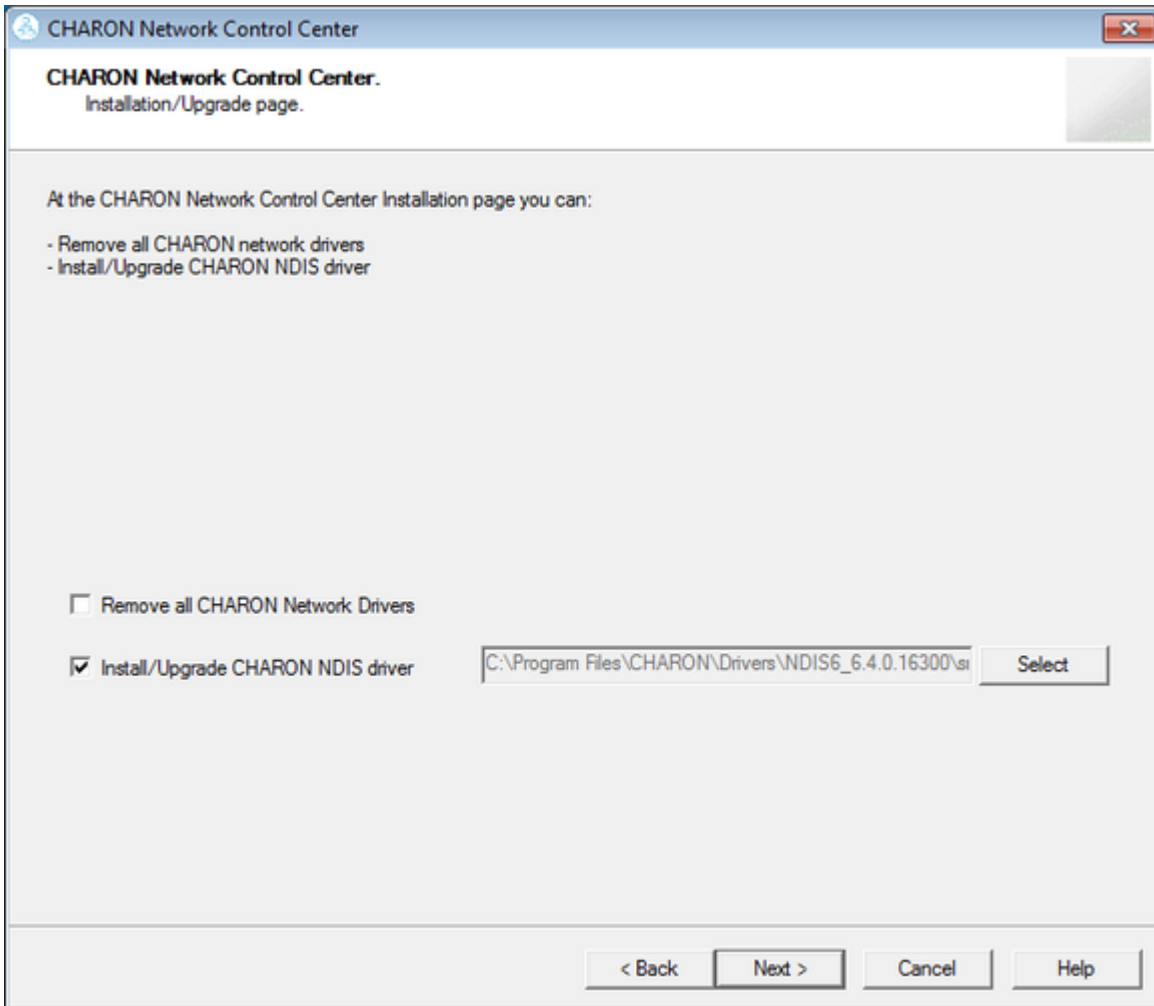 CHARON Network Control Center
CHARON Network Control Center.
Installation/Upgrade page.
At the CHARON Network Control Center Installation page you can:
- Remove all CHARON network drivers
- Install/Upgrade CHARON NDIS driver
Remove all CHARON Network Drivers
Install/Upgrade CHARON NDIS driver C:\Program Files\CHARON\Drivers\NDIS6_6.4.0.16300\ Select
< Back Next > Cancel Help